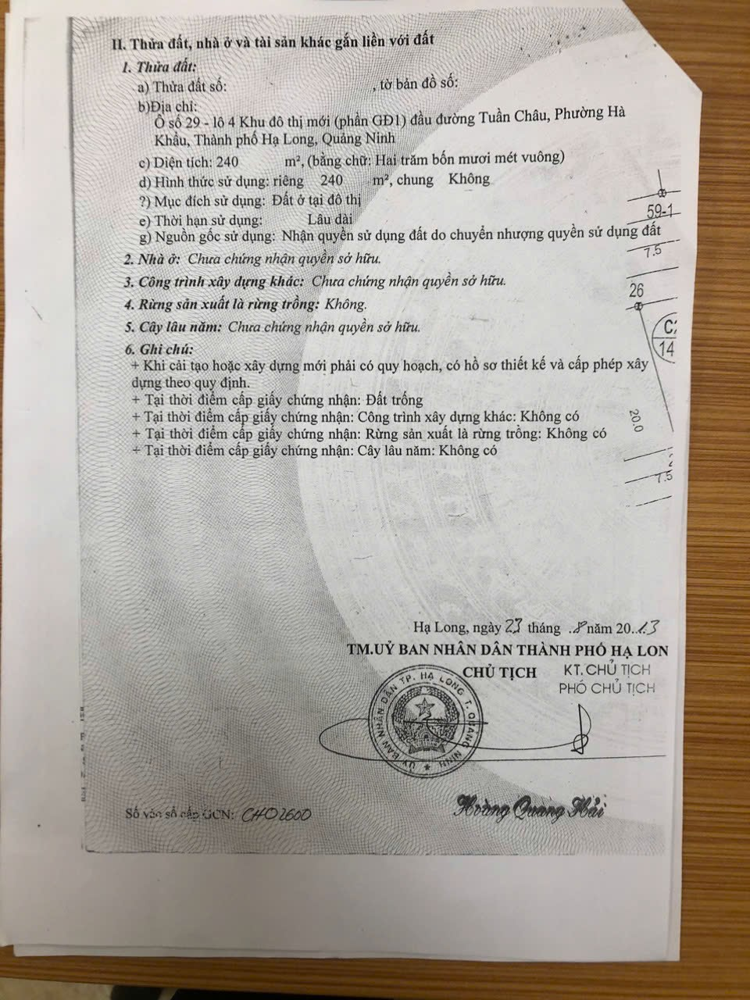 II. Thửa đất, nhà ở và tài sản khác gắn liền với đất
1. Thửa đất:
a) Thửa đất số: , tờ bản đồ số:
b)Địa chỉ:
Ô số 29 - lô 4 Khu đô thị mới (phần GĐ1) đầu đường Tuần Châu, Phường Hà
Khẩu, Thành phố Hạ Long, Quảng Ninh
c) Diện tích: 240 m², (bằng chữ: Hai trăm bốn mươi mét vuông)
d) Hình thức sử dụng: riêng 240 m², chung Không
?) Mục đích sử dụng: Đất ở tại đô thị
e) Thời hạn sử dụng: Lâu dài
g) Nguồn gốc sử dụng: Nhận quyền sử dụng đất do chuyển nhượng quyền sử dụng đất
2. Nhà ở: Chưa chứng nhận quyền sở hữu.
3. Công trình xây dựng khác: Chưa chứng nhận quyền sở hữu.
4. Rừng sản xuất là rừng trồng: Không.
5. Cây lâu năm: Chưa chứng nhận quyền sở hữu.
6. Ghi chú:
+ Khi cải tạo hoặc xây dựng mới phải có quy hoạch, có hồ sơ thiết kế và cấp phép xây
dựng theo quy định.
+ Tại thời điểm cấp giấy chứng nhận: Đất trống
+ Tại thời điểm cấp giấy chứng nhận: Công trình xây dựng khác: Không có
+ Tại thời điểm cấp giấy chứng nhận: Rừng sản xuất là rừng trồng: Không có
+ Tại thời điểm cấp giấy chứng nhận: Cây lâu năm: Không có
59-1
7.5
26
14
20.0
7.5
Hạ Long, ngày 23 tháng .8 năm 20..13
TM.UỶ BAN NHÂN DÂN THÀNH PHỐ HẠ LON
CHỦ TỊCH KT. CHỦ TỊCH
PHÓ CHỦ TỊCH
ỦY BAN NHÂN DÂN TP. HẠ LONG T. QUẢNG NINH
Hoàng Quang Hải
Số vào sổ cấp GCN: CH02600